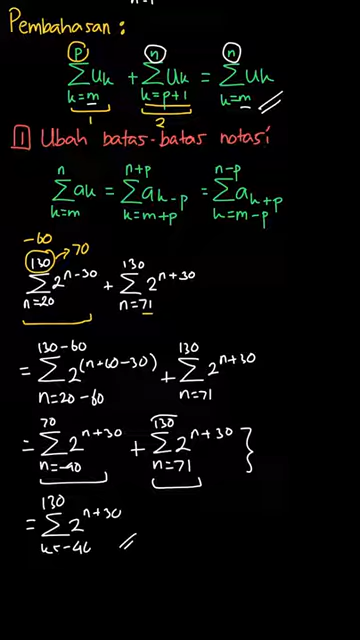 Pembahasan :
p n n
∑ Uk + ∑ Uk = ∑ Uk
k=m k=p+1 k=m
1 2
1 Ubah batas-batas notasi
n n+p n-p
∑ ak = ∑ a k-p = ∑ a k+p
k=m k=m+p k=m-p
-60
130 → 70 130
∑ 2^(n-30) + ∑ 2^(n+30)
n=20 n=71
130-60 130
= ∑ 2^(n+60-30) + ∑ 2^(n+30)
n=20-60 n=71
70 130
= ∑ 2^(n+30) + ∑ 2^(n+30) }
n=-40 n=71
130
= ∑ 2^(n+30)
k=-40